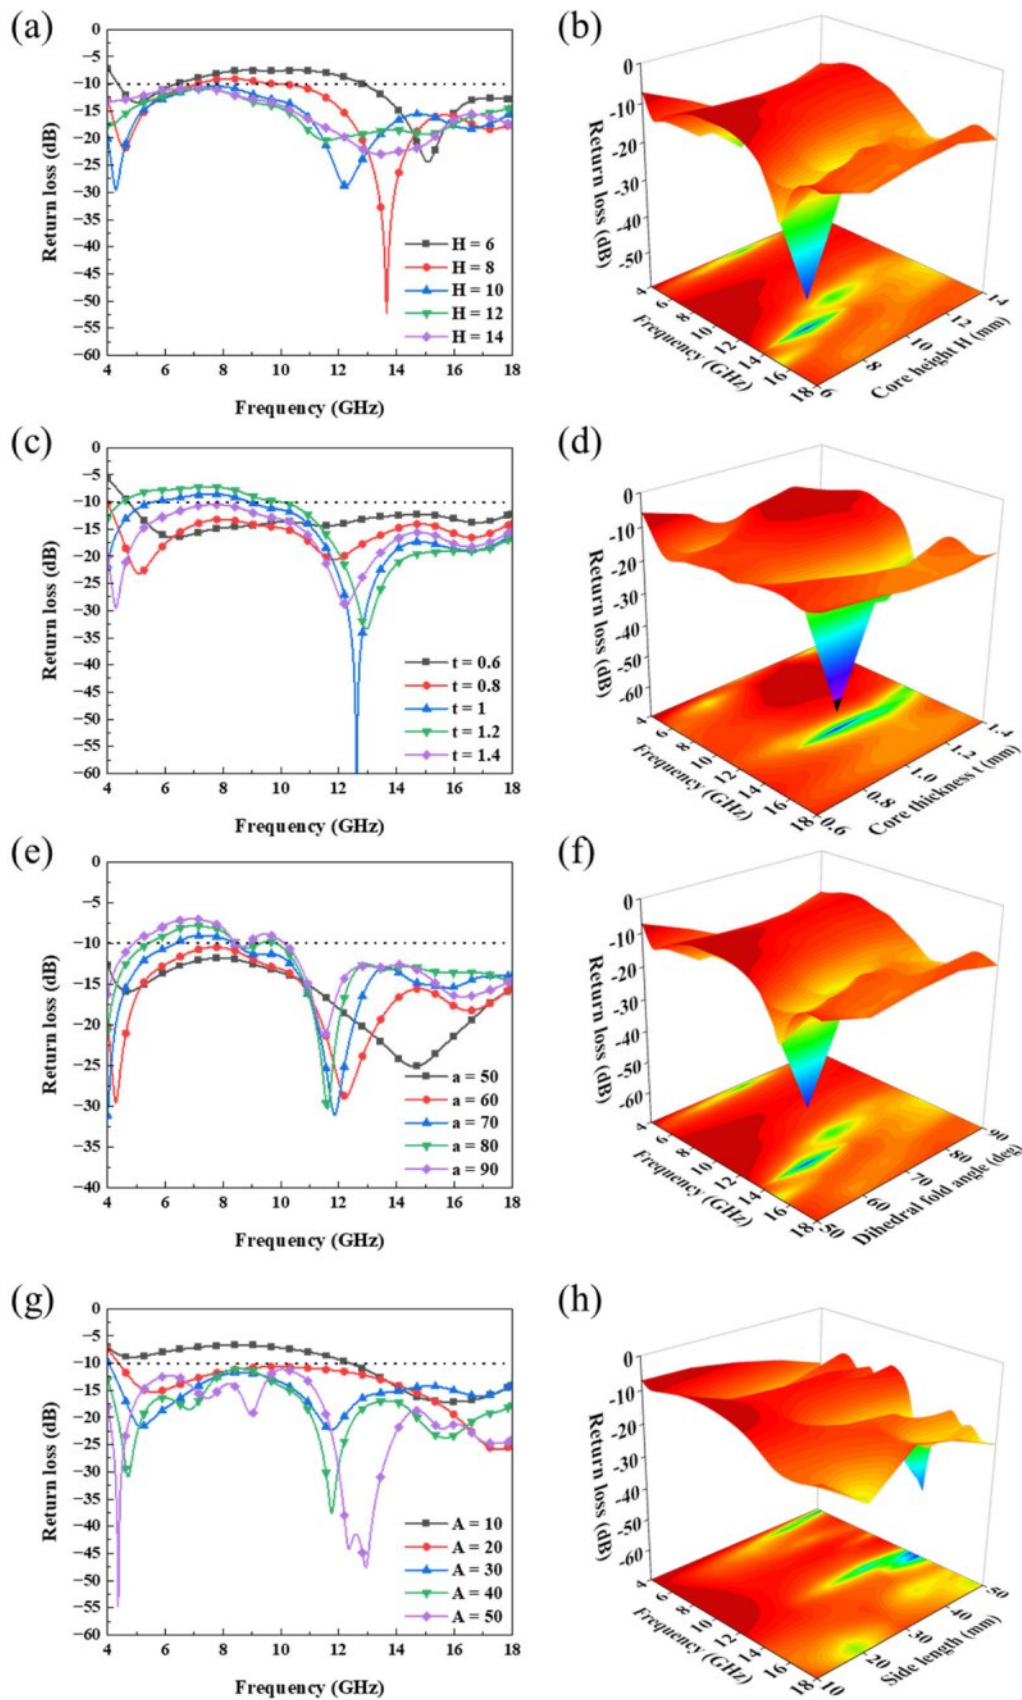 (a)
0
−5
−10
−15
−20
−25
−30
−35
−40
−45
−50
−55
−60
Return loss (dB)
H = 6
H = 8
H = 10
H = 12
H = 14
4 6 8 10 12 14 16 18
Frequency (GHz)
(b)
0
-10
-20
-30
-40
-50
Return loss (dB)
4 6 8 10 12 14 16 18
Frequency (GHz)
6 8 10 12 14
Core height H (mm)
(c)
0
−5
−10
−15
−20
−25
−30
−35
−40
−45
−50
−55
−60
Return loss (dB)
t = 0.6
t = 0.8
t = 1
t = 1.2
t = 1.4
4 6 8 10 12 14 16 18
Frequency (GHz)
(d)
0
-10
-20
-30
-40
-50
-60
Return loss (dB)
4 6 8 10 12 14 16 18
Frequency (GHz)
0.6 0.8 1.0 1.2 1.4
Core thickness t (mm)
(e)
0
−5
−10
−15
−20
−25
−30
−35
−40
Return loss (dB)
a = 50
a = 60
a = 70
a = 80
a = 90
4 6 8 10 12 14 16 18
Frequency (GHz)
(f)
0
-10
-20
-30
-40
-50
-60
Return loss (dB)
4 6 8 10 12 14 16 18
Frequency (GHz)
50 60 70 80 90
Dihedral fold angle (deg)
(g)
0
−5
−10
−15
−20
−25
−30
−35
−40
−45
−50
−55
−60
Return loss (dB)
A = 10
A = 20
A = 30
A = 40
A = 50
4 6 8 10 12 14 16 18
Frequency (GHz)
(h)
0
-10
-20
-30
-40
-50
-60
Return loss (dB)
4 6 8 10 12 14 16 18
Frequency (GHz)
10 20 30 40 50
Side length (mm)